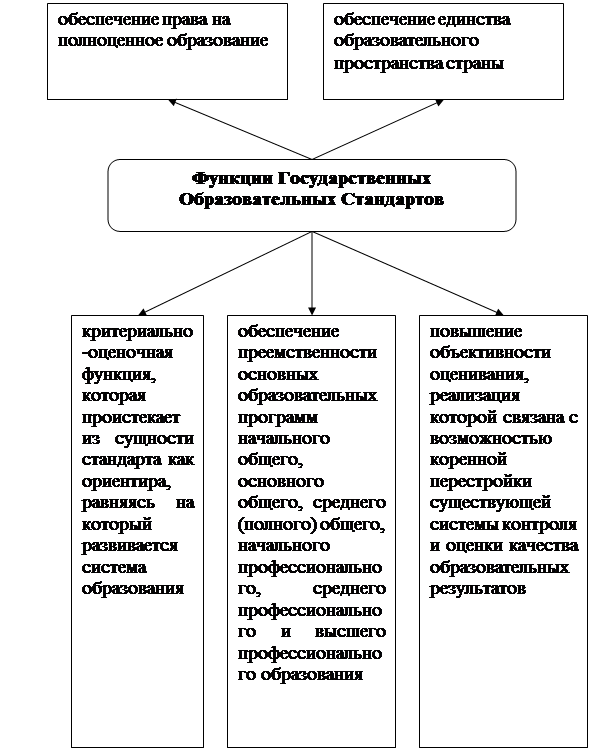 обеспечение права на
полноценное образование
обеспечение единства
образовательного
пространства страны
Функции Государственных
Образовательных Стандартов
критериально
-оценочная
функция,
которая
проистекает
из сущности
стандарта как
ориентира,
равняясь на
который
развивается
система
образования
обеспечение
преемственности
основных
образовательных
программ
начального
общего,
основного
общего, среднего
(полного) общего,
начального
профессионально
го, среднего
профессионально
го и высшего
профессионально
го образования
повышение
объективности
оценивания,
реализация
которой связана с
возможностью
коренной
перестройки
существующей
системы контроля
и оценки качества
образовательных
результатов